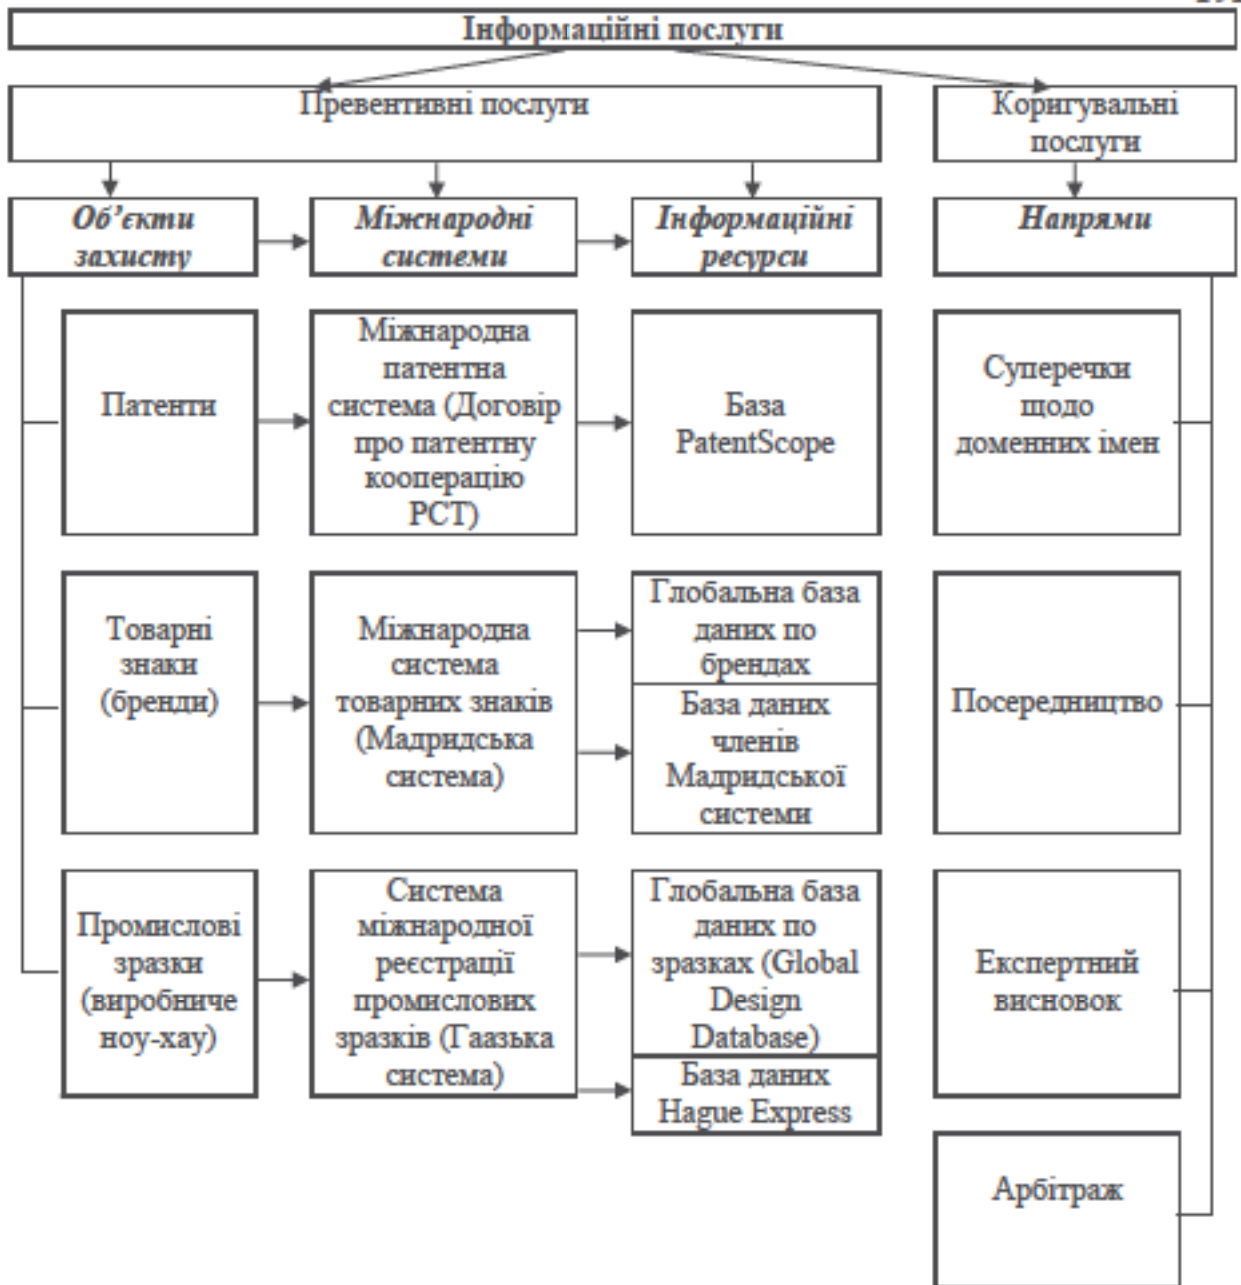 Інформаційні послуги
Превентивні послуги
Коригувальні
послуги
Об’єкти
захисту
Міжнародні
системи
Інформаційні
ресурси
Напрями
Патенти
Міжнародна
патентна
система (Договір
про патентну
кооперацію
РСТ)
База
PatentScope
Суперечки
щодо
доменних імен
Товарні
знаки
(бренди)
Міжнародна
система
товарних знаків
(Мадридська
система)
Глобальна база
даних по
брендах
База даних
членів
Мадридської
системи
Посередництво
Промислові
зразки
(виробниче
ноу-хау)
Система
міжнародної
реєстрації
промислових
зразків (Гаазька
система)
Глобальна база
даних по
зразках (Global
Design
Database)
База даних
Hague Express
Експертний
висновок
Арбітраж